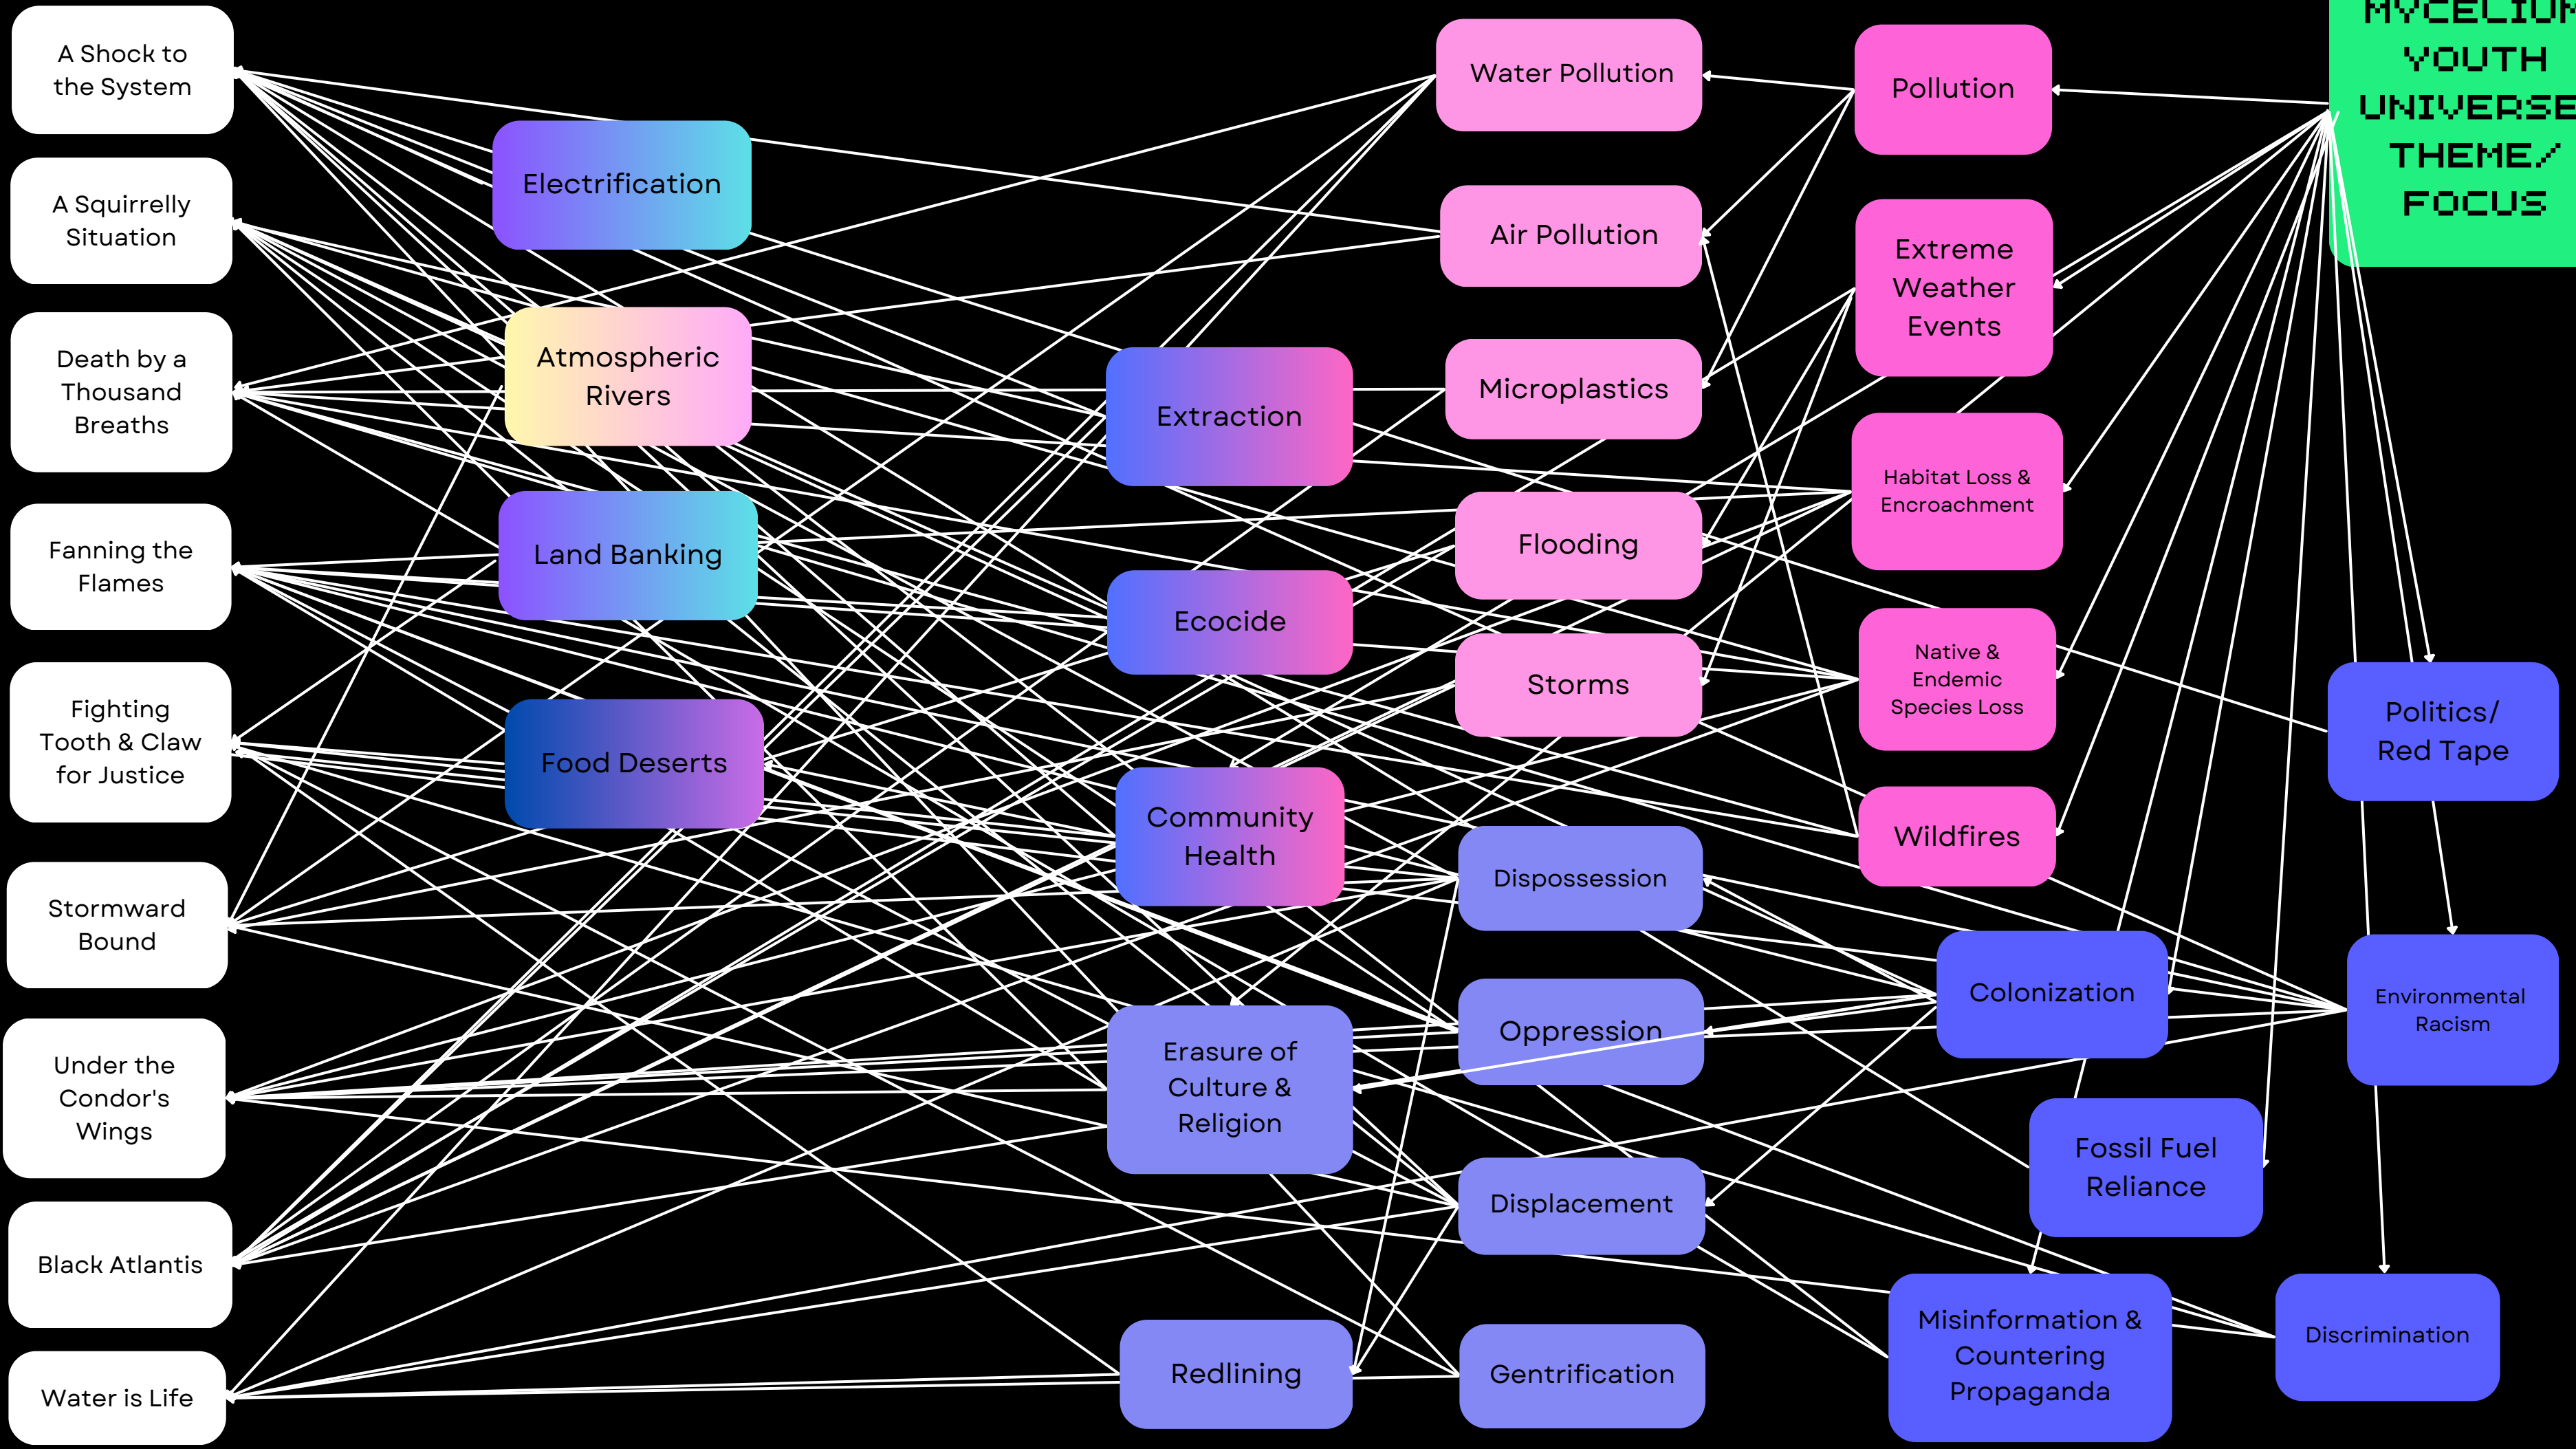 A Shock to
the System
A Squirrelly
Situation
Death by a
Thousand
Breaths
Fanning the
Flames
Fighting
Tooth & Claw
for Justice
Stormward
Bound
Under the
Condor's
Wings
Black Atlantis
Water is Life
Electrification
Atmospheric
Rivers
Land Banking
Food Deserts
Extraction
Ecocide
Community
Health
Erasure of
Culture &
Religion
Redlining
Water Pollution
Air Pollution
Microplastics
Flooding
Storms
Dispossession
Oppression
Displacement
Gentrification
Pollution
Extreme
Weather
Events
Habitat Loss &
Encroachment
Native &
Endemic
Species Loss
Wildfires
Colonization
Fossil Fuel
Reliance
Misinformation &
Countering
Propaganda
MYCELIUM
YOUTH
UNIVERSE
THEME/
FOCUS
Politics/
Red Tape
Environmental
Racism
Discrimination